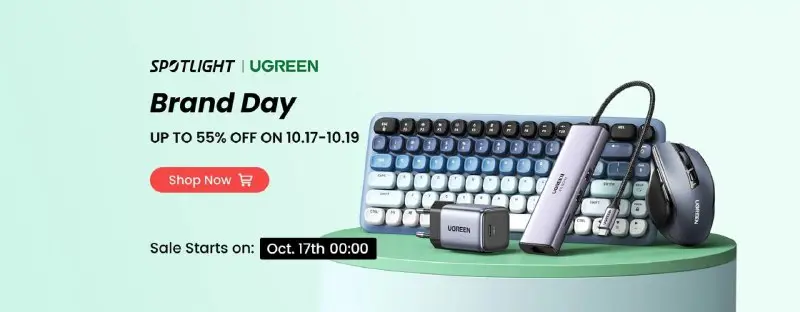 SPOTLIGHT | UGREEN
Brand Day
UP TO 55% OFF ON 10.17-10.19
Shop Now
Sale Starts on: Oct. 17th 00:00
UGREEN
UGREEN
UGREEN